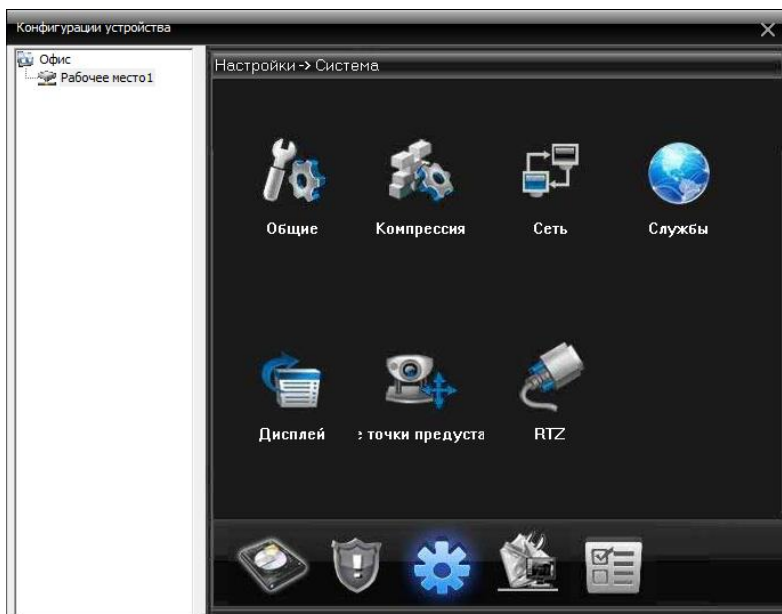 Конфигурации устройства
Офис
Рабочее место1
Настройки -> Система
Общие
Компрессия
Сеть
Службы
Дисплей
точки предуста
RTZ